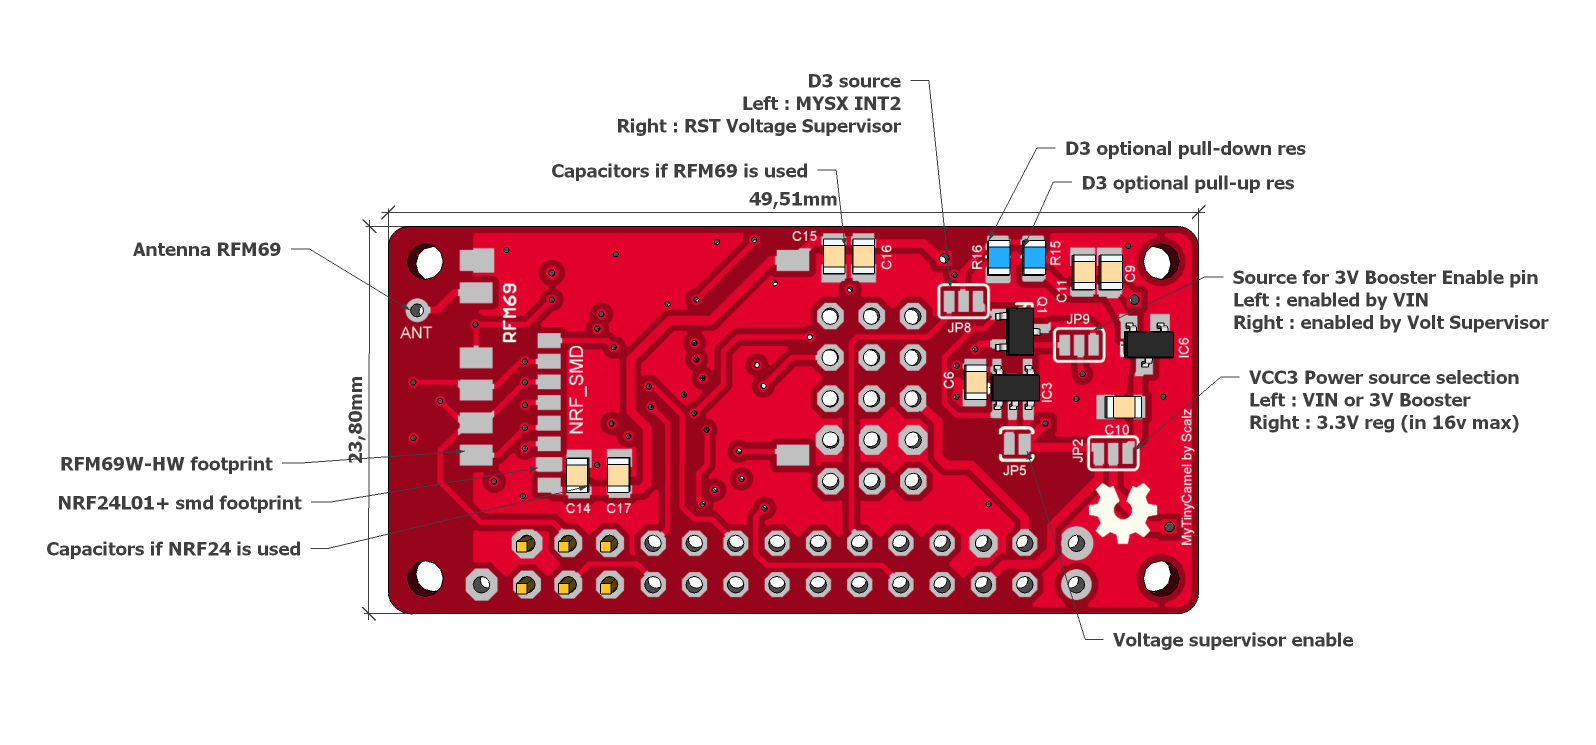 D3 source
Left : MYSX INT2
Right : RST Voltage Supervisor
D3 optional pull-down res
Capacitors if RFM69 is used
D3 optional pull-up res
49,51mm
Antenna RFM69
Source for 3V Booster Enable pin
Left : enabled by VIN
Right : enabled by Volt Supervisor
VCC3 Power source selection
Left : VIN or 3V Booster
Right : 3.3V reg (in 16v max)
23,80mm
RFM69W-HW footprint
NRF24L01+ smd footprint
Capacitors if NRF24 is used
Voltage supervisor enable
C15
C16
R16
R15
C11
C9
RFM69
ANT
JP8
Q1
JP9
IC6
NRF_SMD
C6
IC3
C10
JP5
JP2
C14
C17
MyTinyCamel by Scalz